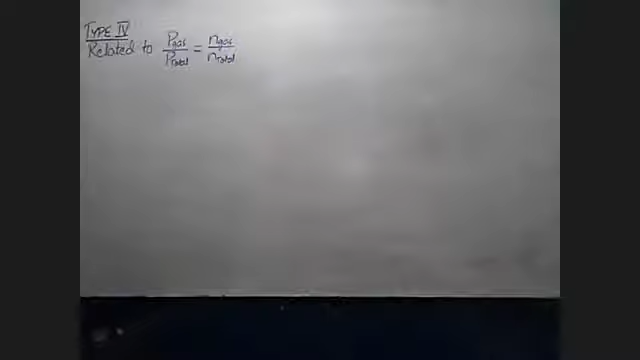 TYPE IV
Related to Pgas/Ptotal = ngas/ntotal